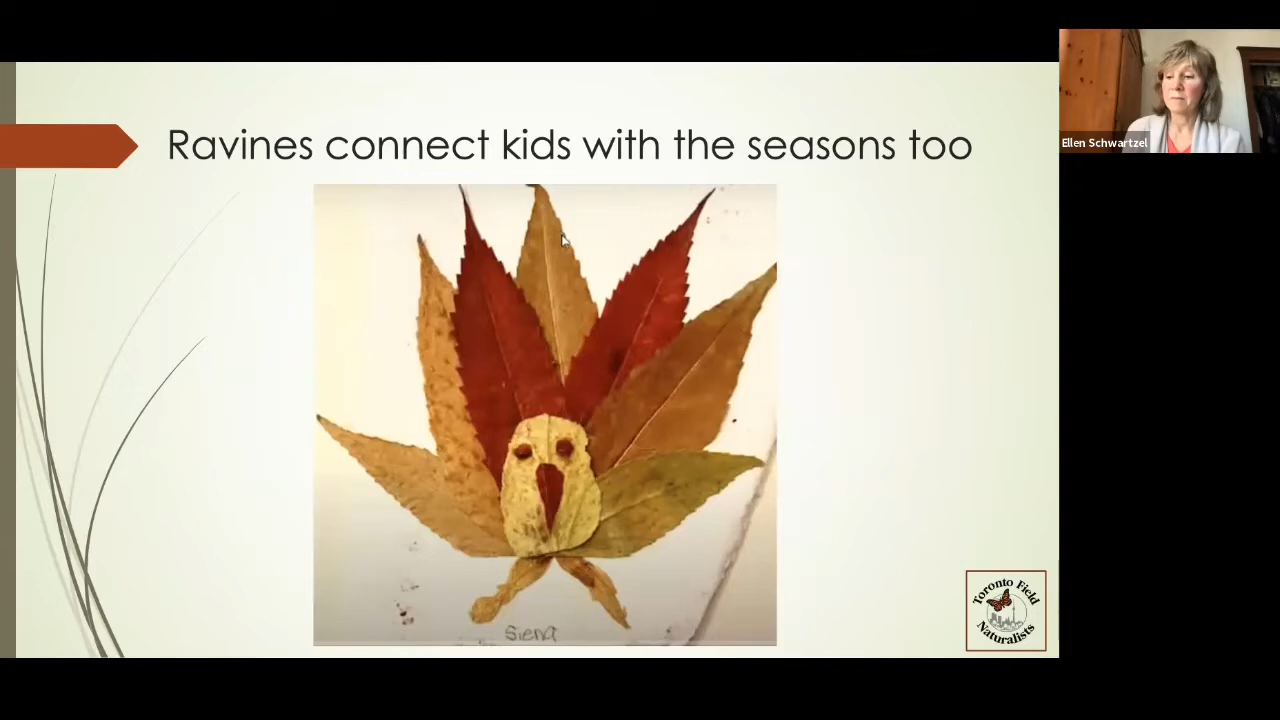 Ravines connect kids with the seasons too
Ellen Schwartzel
Siena
Toronto Field
Naturalists